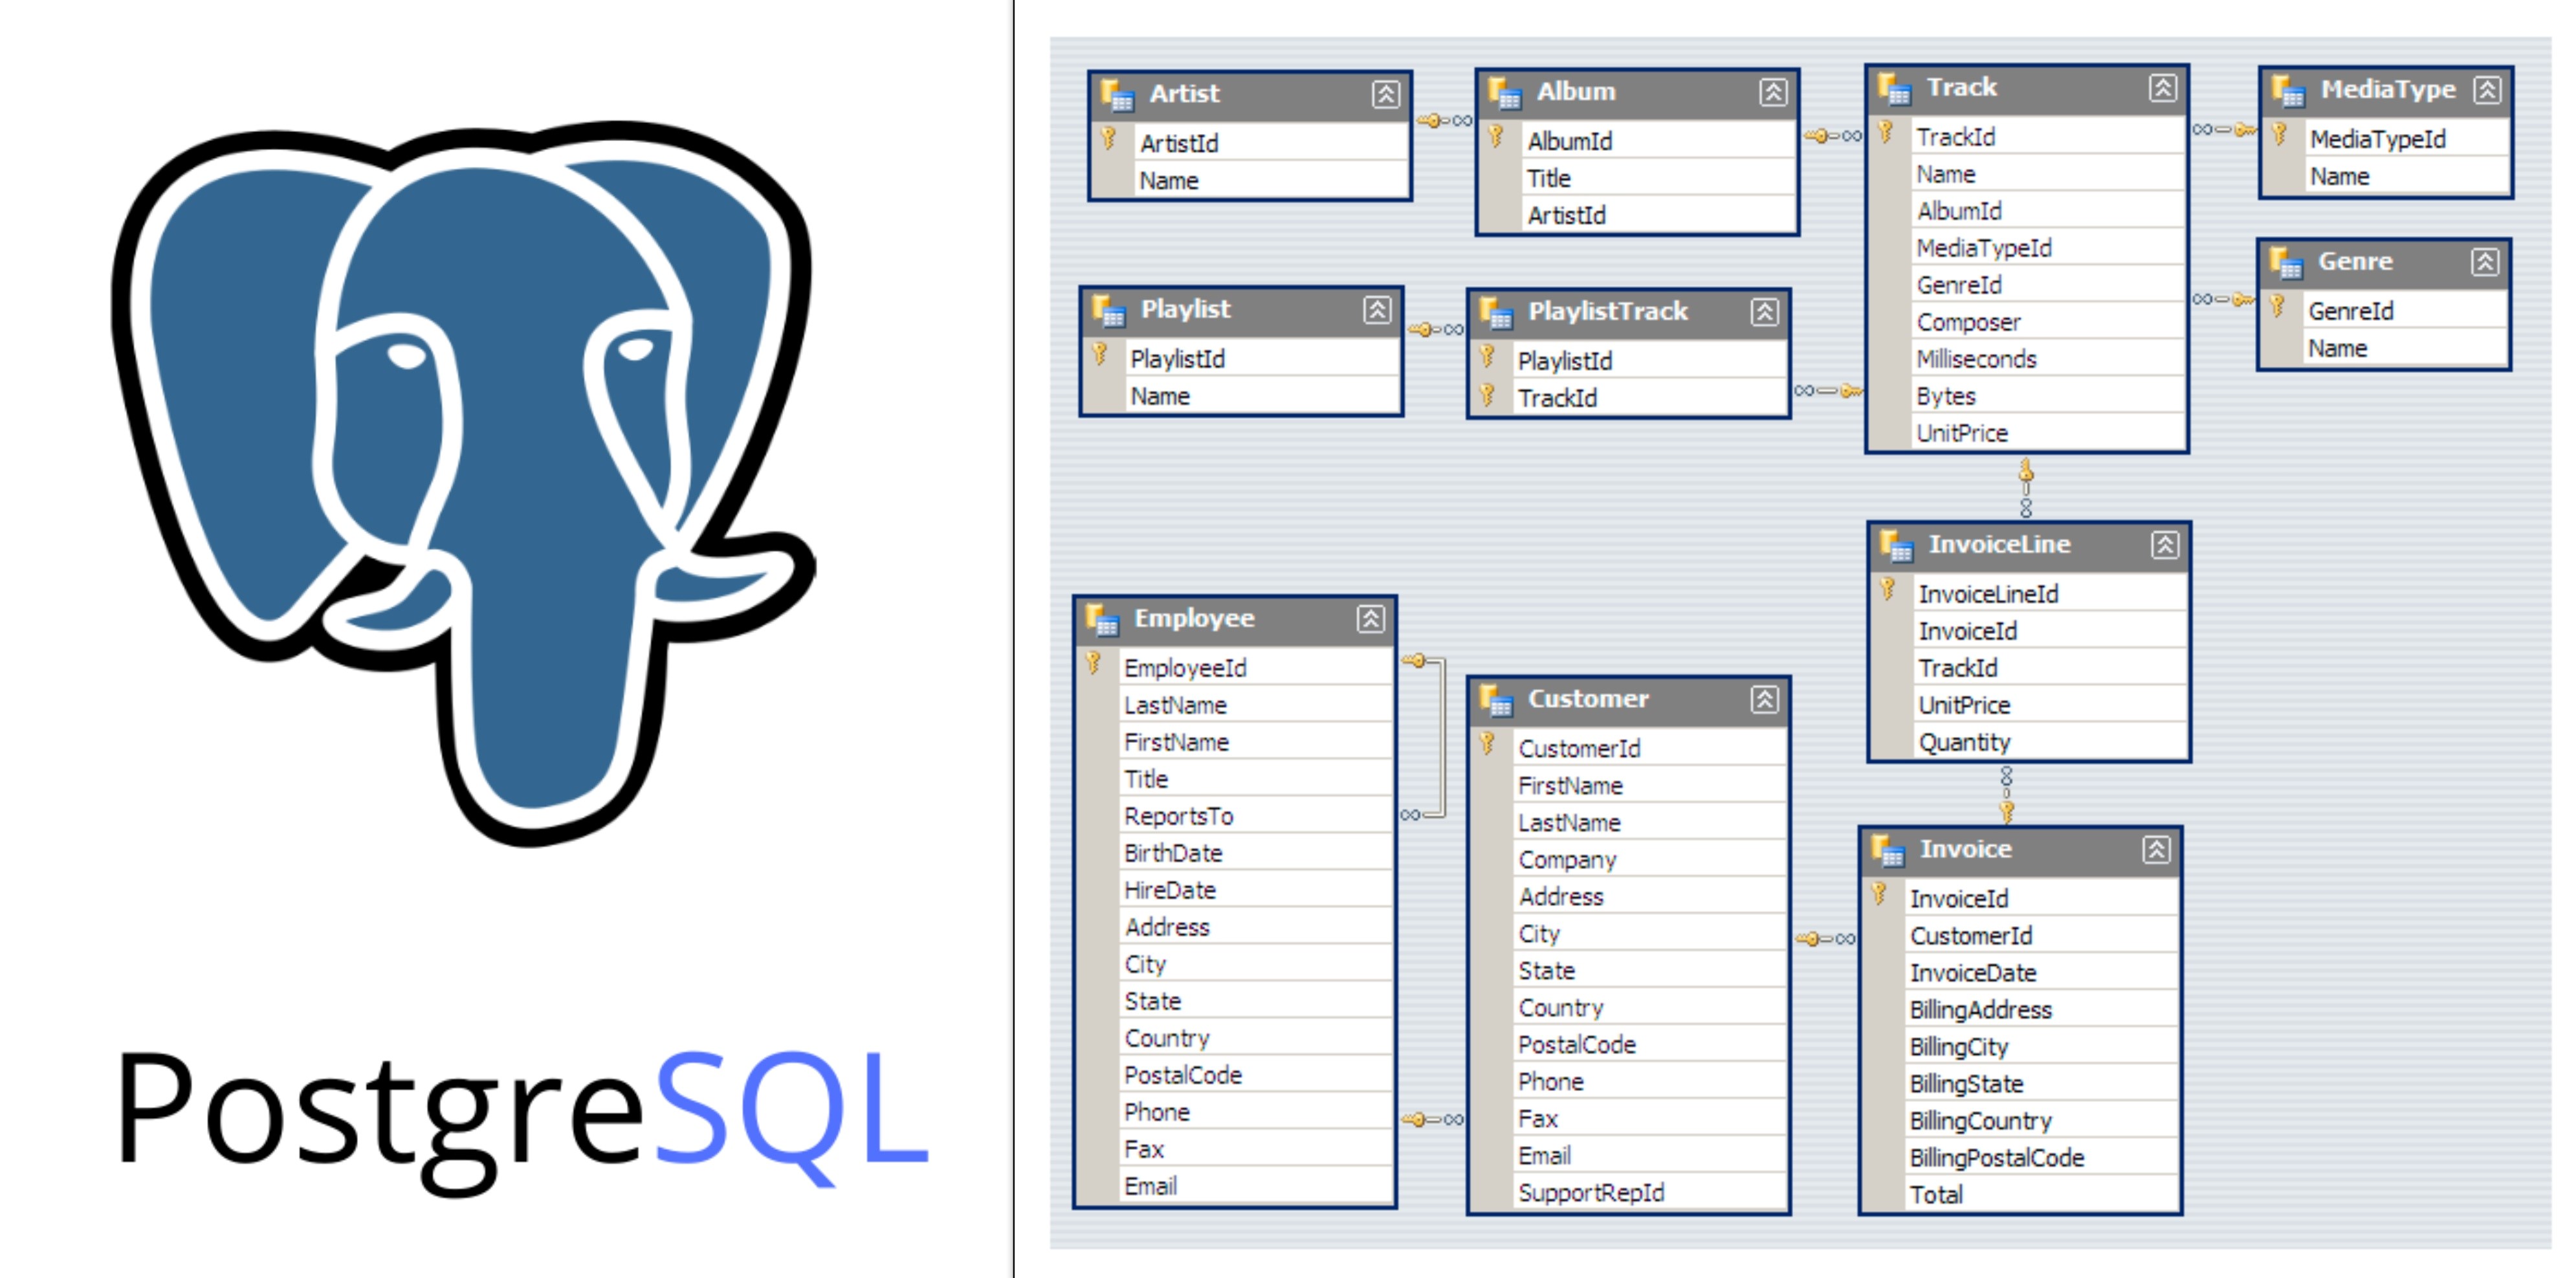 PostgreSQL
Artist
ArtistId
Name
Album
AlbumId
Title
ArtistId
Track
TrackId
Name
AlbumId
MediaTypeId
GenreId
Composer
Milliseconds
Bytes
UnitPrice
MediaType
MediaTypeId
Name
Genre
GenreId
Name
Playlist
PlaylistId
Name
PlaylistTrack
PlaylistId
TrackId
InvoiceLine
InvoiceLineId
InvoiceId
TrackId
UnitPrice
Quantity
Employee
EmployeeId
LastName
FirstName
Title
ReportsTo
BirthDate
HireDate
Address
City
State
Country
PostalCode
Phone
Fax
Email
Customer
CustomerId
FirstName
LastName
Company
Address
City
State
Country
PostalCode
Phone
Fax
Email
SupportRepId
Invoice
InvoiceId
CustomerId
InvoiceDate
BillingAddress
BillingCity
BillingState
BillingCountry
BillingPostalCode
Total